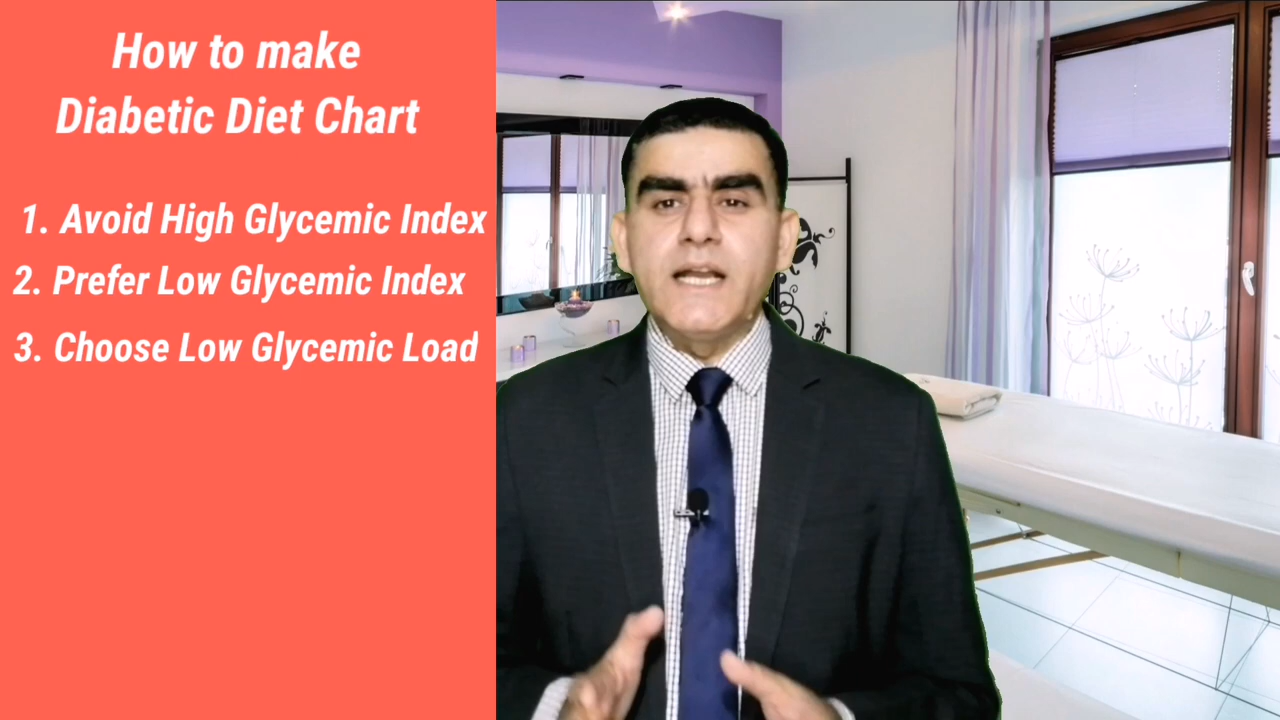 How to make
Diabetic Diet Chart
1. Avoid High Glycemic Index
2. Prefer Low Glycemic Index
3. Choose Low Glycemic Load